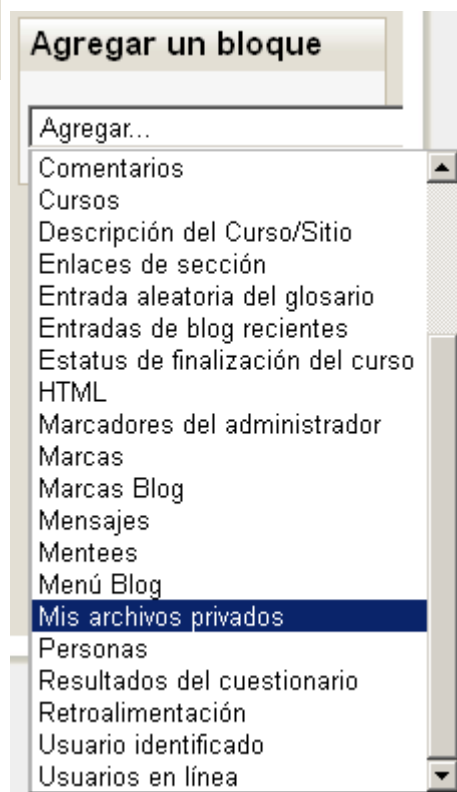 Agregar un bloque
Agregar...
Comentarios
Cursos
Descripción del Curso/Sitio
Enlaces de sección
Entrada aleatoria del glosario
Entradas de blog recientes
Estatus de finalización del curso
HTML
Marcadores del administrador
Marcas
Marcas Blog
Mensajes
Mentees
Menú Blog
Mis archivos privados
Personas
Resultados del cuestionario
Retroalimentación
Usuario identificado
Usuarios en línea